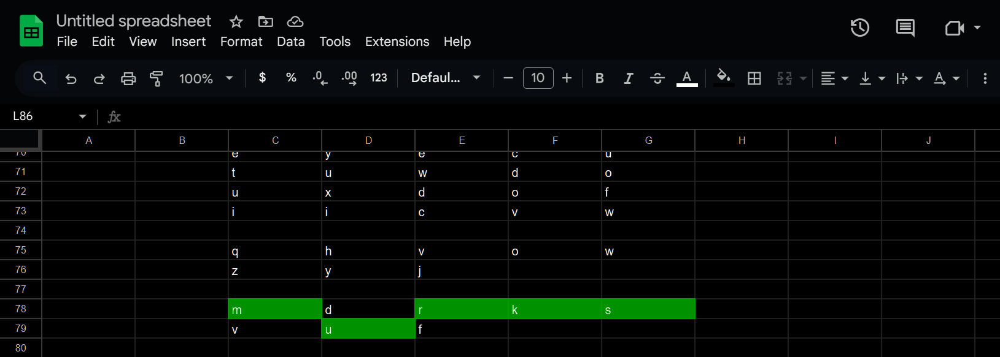 Untitled spreadsheet
File Edit View Insert Format Data Tools Extensions Help
100% $ % .0 .00 123 Defaul... 10 B I S A A
L86 fx
A B C D E F G H I J
70 e y e c u
71 t u w d o
72 u x d o f
73 i i c v w
74
75 q h v o w
76 z y j
77
78 m d r k s
79 v u f
80